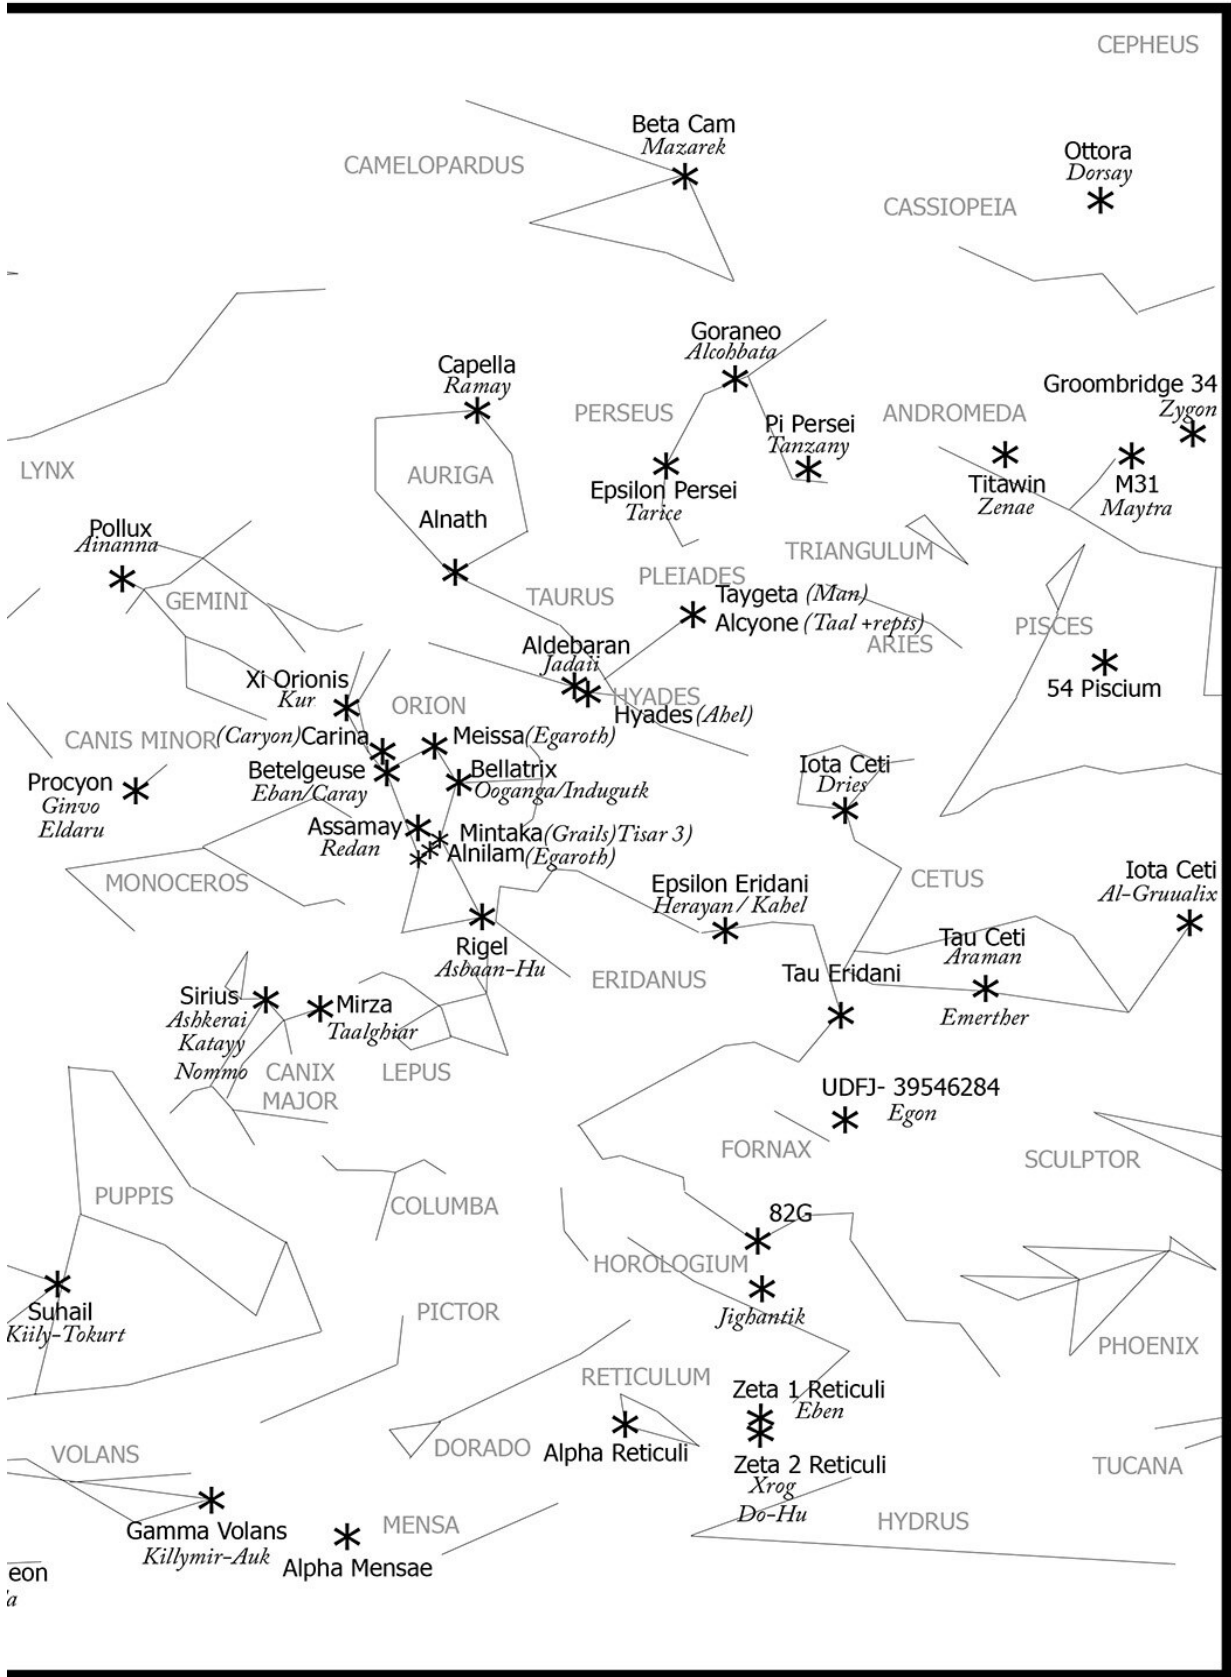 CEPHEUS
Beta Cam
Mazarek
CAMELOPARDUS
Ottora
Dorsay
CASSIOPEIA
Goraneo
Alcohbata
Capella
Ramay
Groombridge 34
Zygon
PERSEUS
ANDROMEDA
Pi Persei
Tanzany
LYNX
AURIGA
Epsilon Persei
Tarice
Titawin
Zenae
M31
Maytra
Alnath
Pollux
Ainanna
TRIANGULUM
PLEIADES
GEMINI
TAURUS
Taygeta (Man)
Alcyone (Taal +repts)
ARIES
PISCES
Aldebaran
Jadaii
54 Piscium
Xi Orionis
Kur
ORION
HYADES
Hyades (Ahel)
CANIS MINOR
(Caryon) Carina
Meissa (Egaroth)
Betelgeuse
Eban/Caray
Bellatrix
Ooganga/Indugutk
Iota Ceti
Dries
Procyon
Ginvo
Eldaru
Assamay
Redan
Mintaka (Grails) Tisar 3)
Alnilam (Egaroth)
MONOCEROS
Epsilon Eridani
Herayan / Kahel
CETUS
Iota Ceti
Al-Gruualix
Rigel
Asbaan-Hu
Tau Ceti
Araman
ERIDANUS
Tau Eridani
Sirius
Ashkerai
Katayy
Nommo
Mirza
Taalghiar
Emerther
CANIX
MAJOR
LEPUS
UDFJ- 39546284
Egon
FORNAX
SCULPTOR
PUPPIS
COLUMBA
82G
HOROLOGIUM
Suhail
Kiily-Tokurt
PICTOR
Jighantik
PHOENIX
RETICULUM
Zeta 1 Reticuli
Eben
VOLANS
DORADO
Alpha Reticuli
Zeta 2 Reticuli
Xrog
Do-Hu
TUCANA
Gamma Volans
Killymir-Auk
MENSA
HYDRUS
Alpha Mensae
eon
a